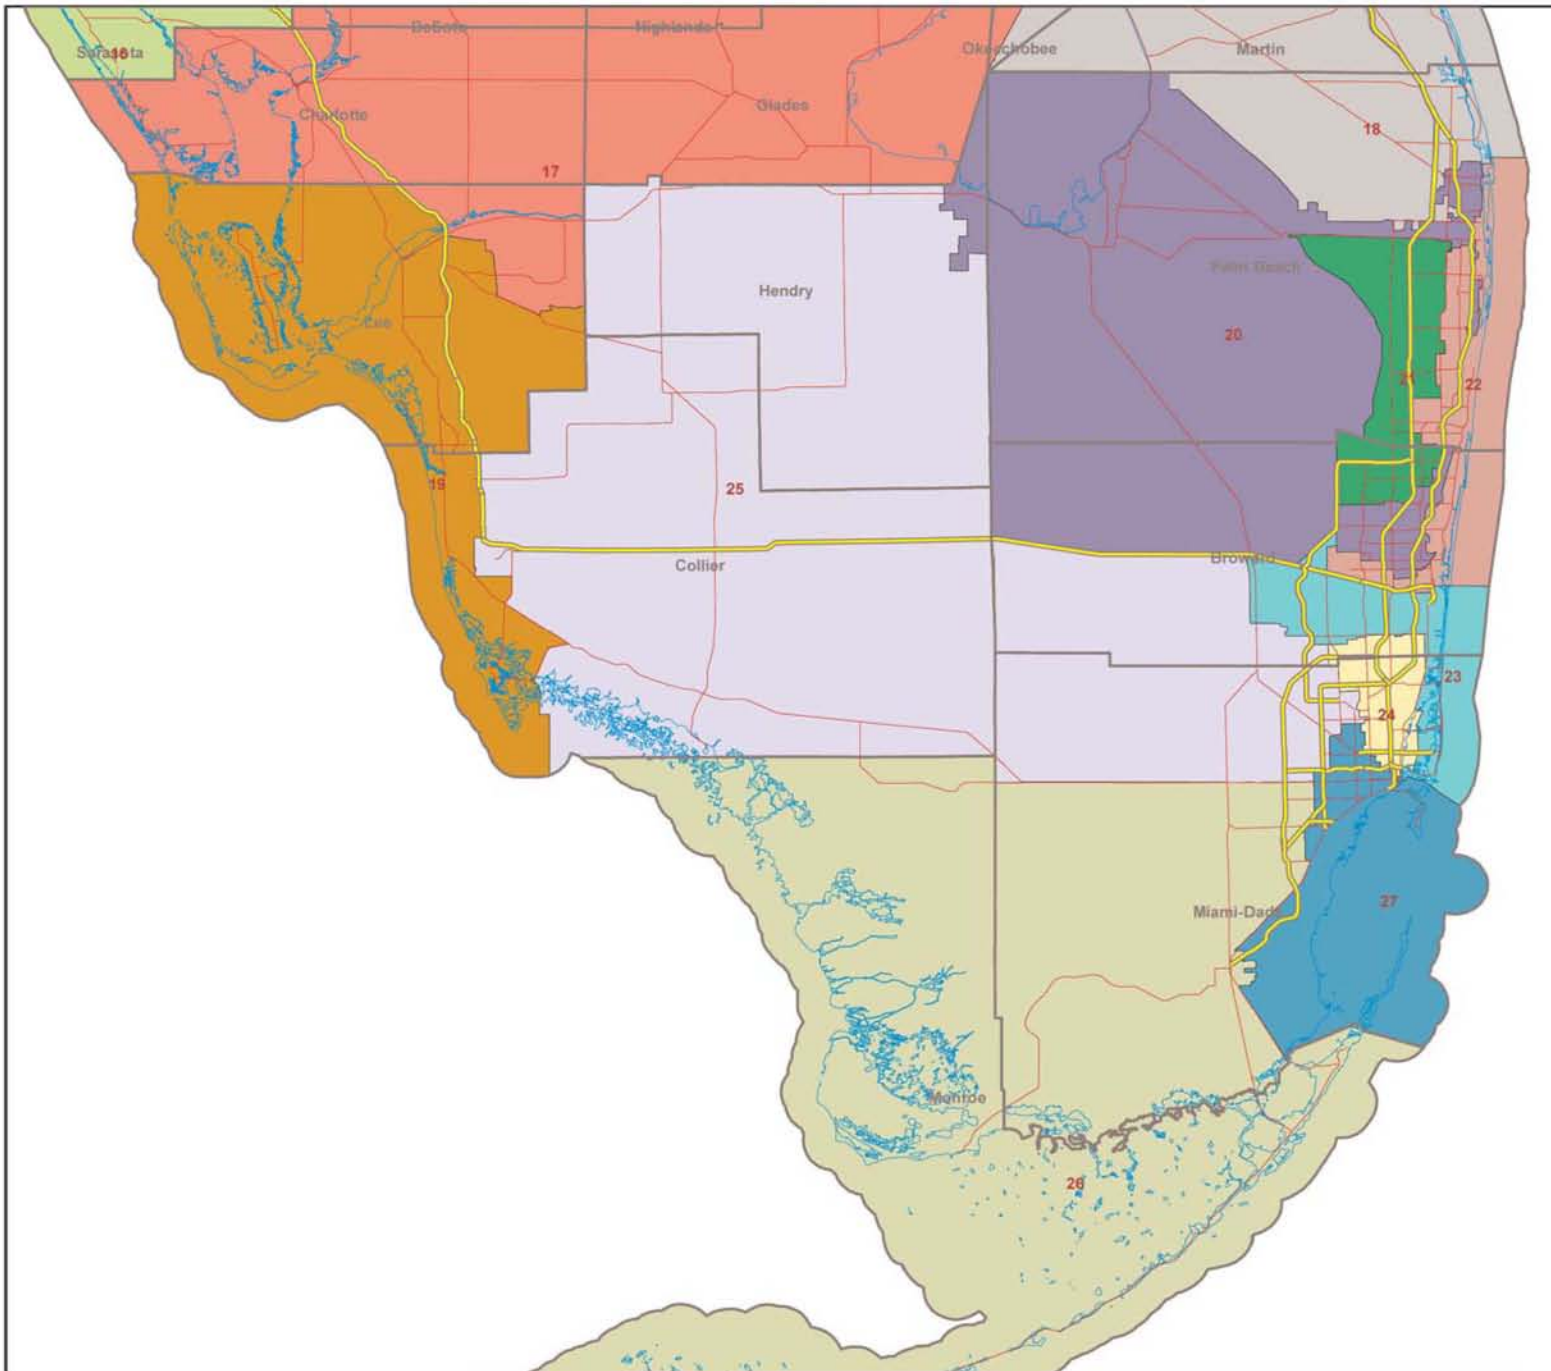 DeSoto
Highlands
Sarasota
16
Okeechobee
Martin
Glades
Charlotte
18
17
Palm Beach
Hendry
Lee
20
21
22
19
25
Broward
Collier
23
24
27
Miami-Dade
Monroe
26